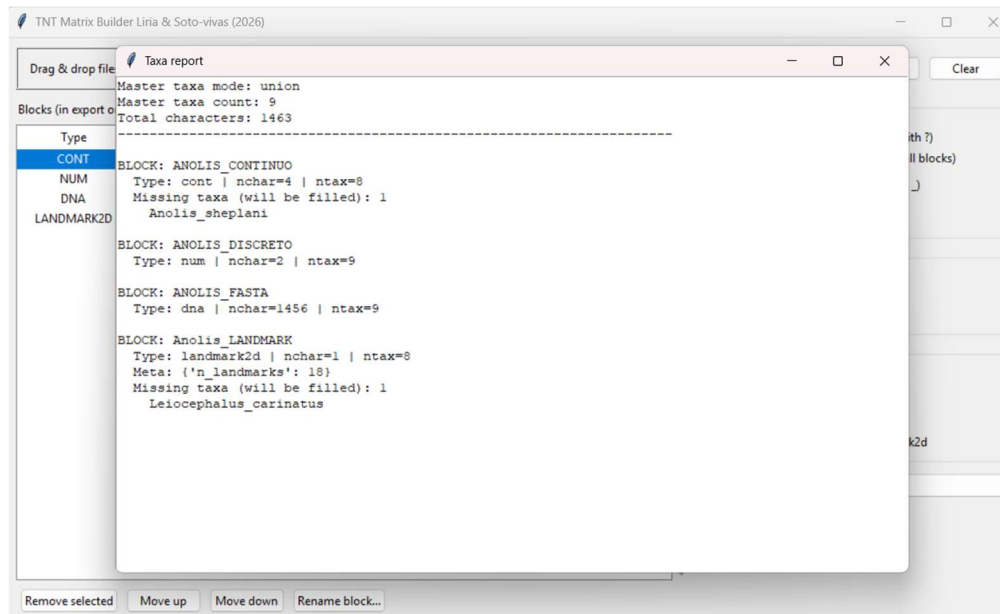 TNT Matrix Builder Liria & Soto-vivas (2026)
Drag & drop file
Clear
Blocks (in export o
Type
CONT
NUM
DNA
LANDMARK2D
Taxa report
Master taxa mode: union
Master taxa count: 9
Total characters: 1463
----------------------------------------------------------------------
BLOCK: ANOLIS_CONTINUO
Type: cont | nchar=4 | ntax=8
Missing taxa (will be filled): 1
Anolis_sheplani
BLOCK: ANOLIS_DISCRETO
Type: num | nchar=2 | ntax=9
BLOCK: ANOLIS_FASTA
Type: dna | nchar=1456 | ntax=9
BLOCK: Anolis_LANDMARK
Type: landmark2d | nchar=1 | ntax=8
Meta: {'n_landmarks': 18}
Missing taxa (will be filled): 1
Leiocephalus_carinatus
ith ?)
ll blocks)
_)
k2d
Remove selected Move up Move down Rename block...